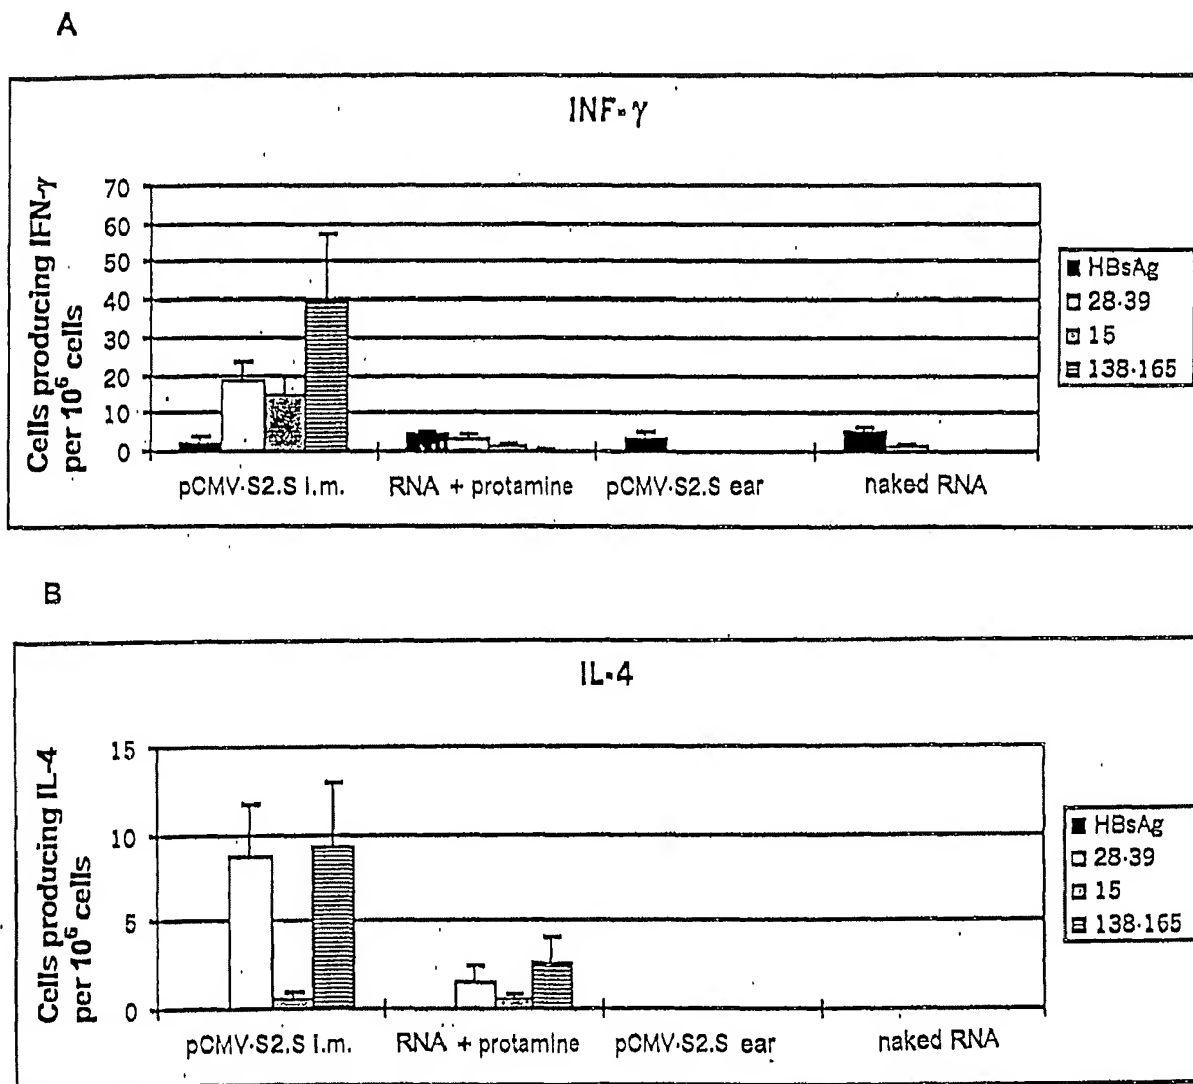 A
INF-γ
Cells producing IFN-γ
per 10⁶ cells
70
60
50
40
30
20
10
0
pCMV·S2.S i.m.
RNA + protamine
pCMV·S2.S ear
naked RNA
HBsAg
28·39
15
138·165
B
IL-4
Cells producing IL-4
per 10⁶ cells
15
10
5
0
pCMV·S2.S i.m.
RNA + protamine
pCMV·S2.S ear
naked RNA
HBsAg
28·39
15
138·165